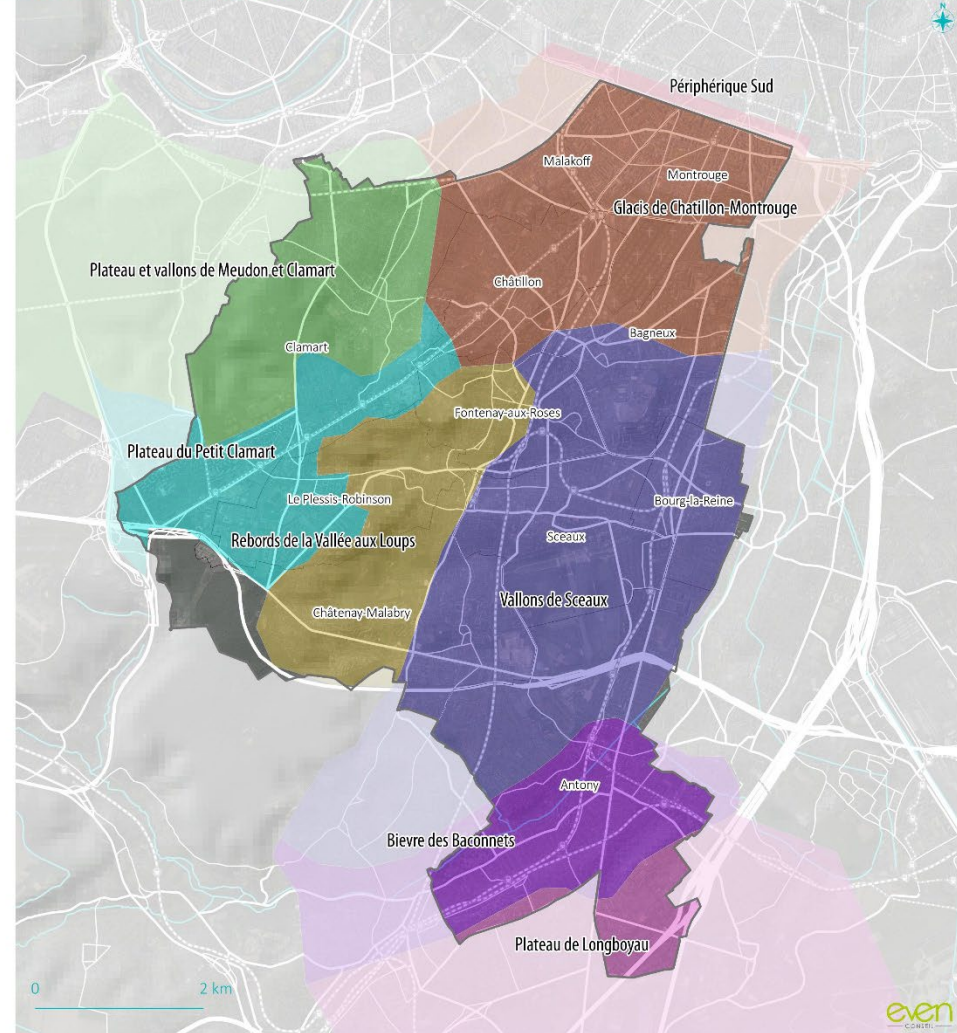 N
Périphérique Sud
Malakoff
Montrouge
Glacis de Chatillon-Montrouge
Plateau et vallons de Meudon et Clamart
Châtillon
Bagneux
Clamart
Fontenay-aux-Roses
Plateau du Petit Clamart
Le Plessis-Robinson
Bourg-la-Reine
Rebords de la Vallée aux Loups
Sceaux
Vallons de Sceaux
Châtenay-Malabry
Antony
Bievre des Baconnets
Plateau de Longboyau
0 2 km
even
CONSEIL